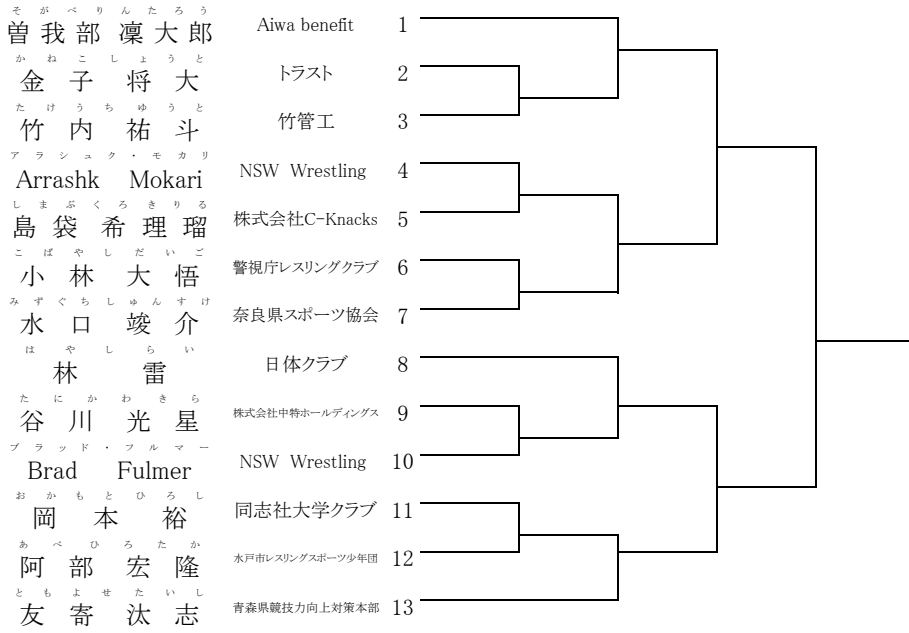 そがべりんたろう
曽我部 凜太郎 Aiwa benefit 1
かねこしょうと
金子 将大 トラスト 2
たけうちゆうと
竹内 祐斗 竹管工 3
アラシュク・モカリ
Arrashk Mokari NSW Wrestling 4
しまぶくろきりる
島袋 希理瑠 株式会社C-Knacks 5
こばやしだいご
小林 大悟 警視庁レスリングクラブ 6
みずぐちしゅんすけ
水口 竣介 奈良県スポーツ協会 7
はやしらい
林 雷 日体クラブ 8
たにかわきら
谷川 光星 株式会社中特ホールディングス 9
ブラッド・フルマー
Brad Fulmer NSW Wrestling 10
おかもとひろし
岡本 裕 同志社大学クラブ 11
あべひろたか
阿部 宏隆 水戸市レスリングスポーツ少年団 12
ともよせたいし
友寄 汰志 青森県競技力向上対策本部 13